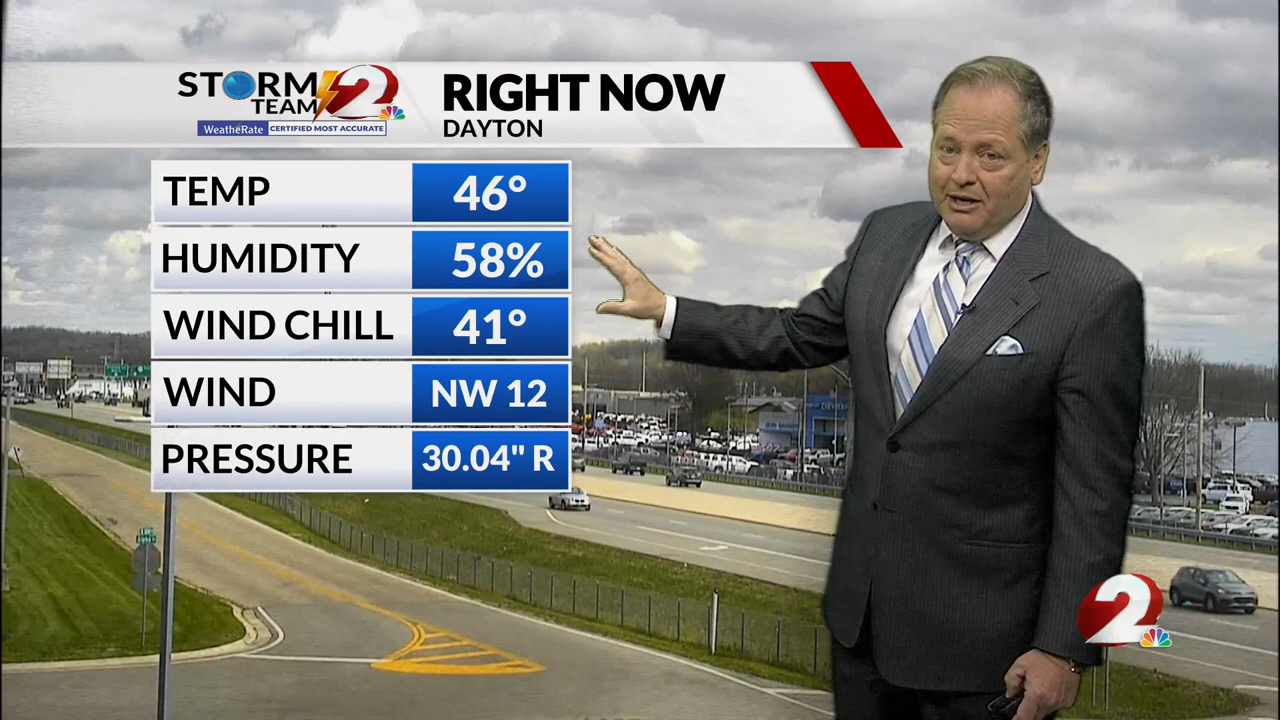 STORM
TEAM 2
WeatheRate CERTIFIED MOST ACCURATE
RIGHT NOW
DAYTON
TEMP 46°
HUMIDITY 58%
WIND CHILL 41°
WIND NW 12
PRESSURE 30.04" R
2